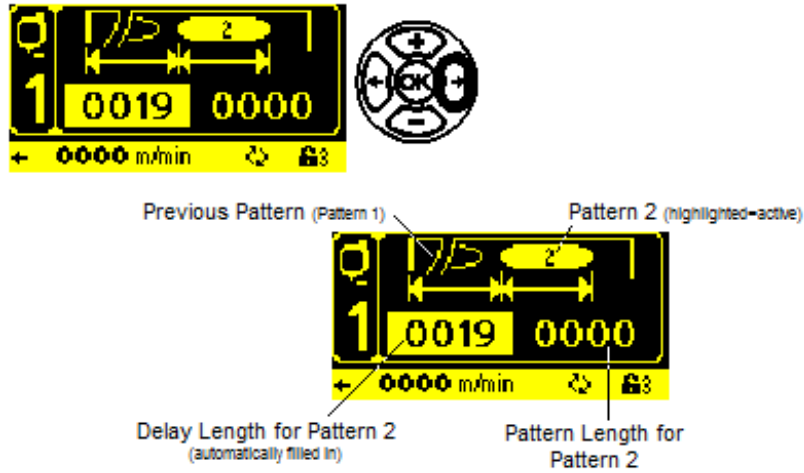 2
1
0019 0000
← 0000 m/min 3
+
← OK →
−
Previous Pattern (Pattern 1)
Pattern 2 (highlighted=active)
2
1
0019 0000
← 0000 m/min 3
Delay Length for Pattern 2
(automatically filled in)
Pattern Length for
Pattern 2